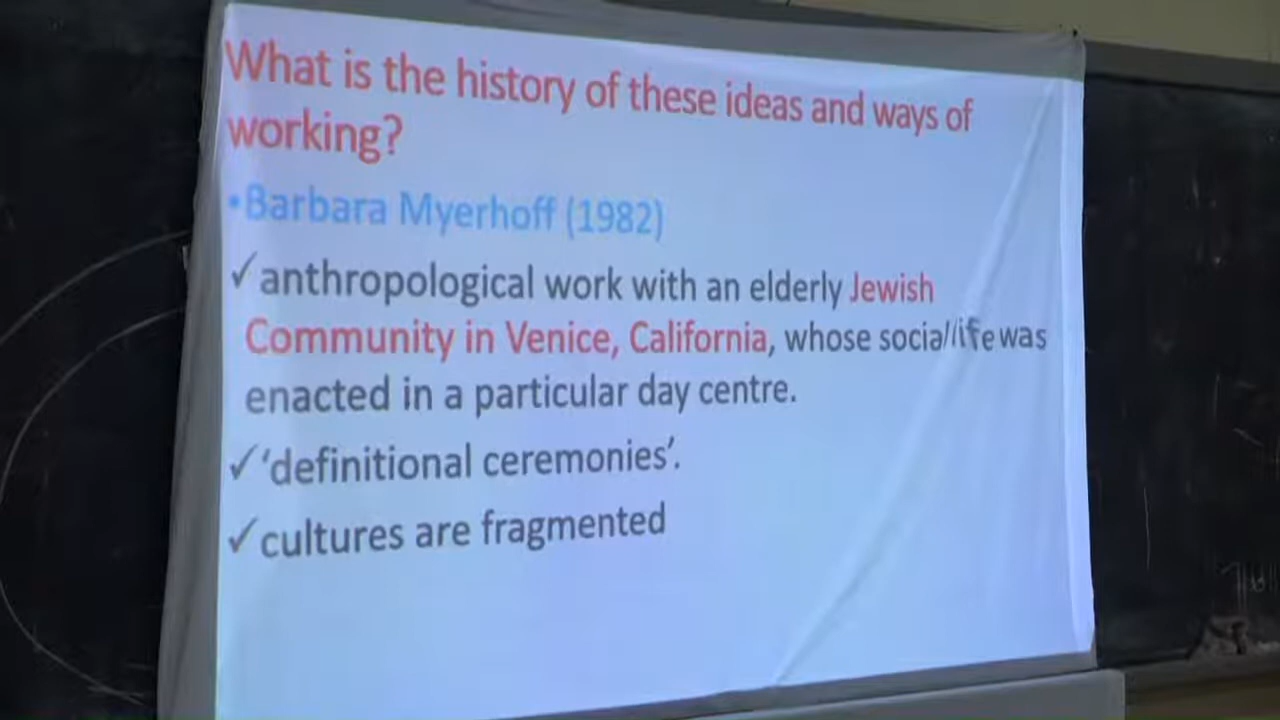 What is the history of these ideas and ways of
working?
•Barbara Myerhoff (1982)
✓anthropological work with an elderly Jewish
Community in Venice, California, whose social life was
enacted in a particular day centre.
✓'definitional ceremonies'.
✓cultures are fragmented